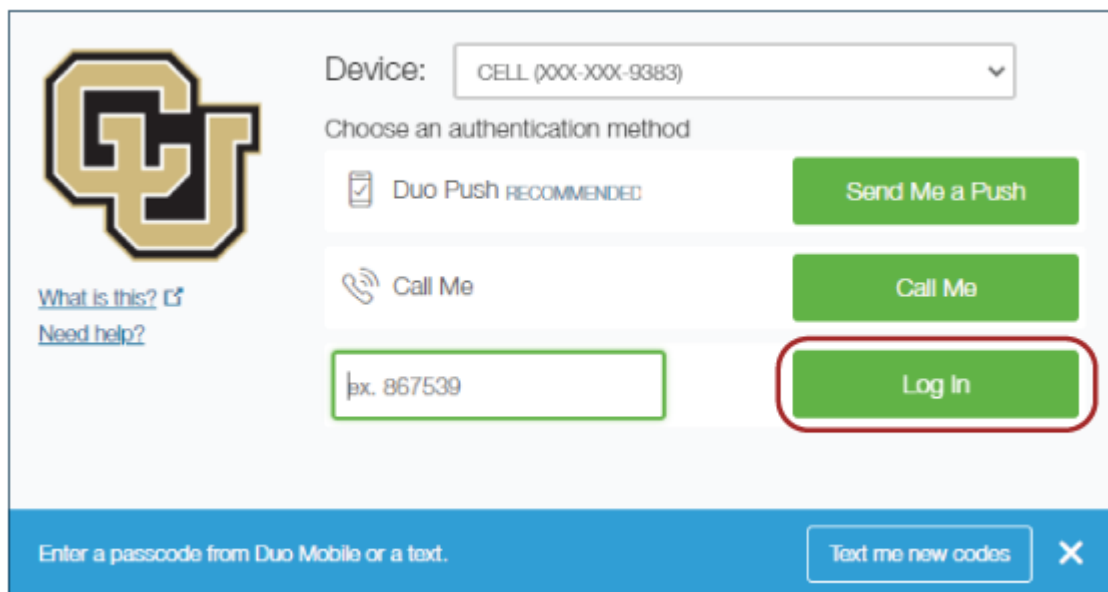 CU
Device: CELL (XXX-XXX-9383)
Choose an authentication method
Duo Push RECOMMENDED Send Me a Push
Call Me Call Me
What is this?
Need help?
ex. 867539 Log In
Enter a passcode from Duo Mobile or a text. Text me new codes